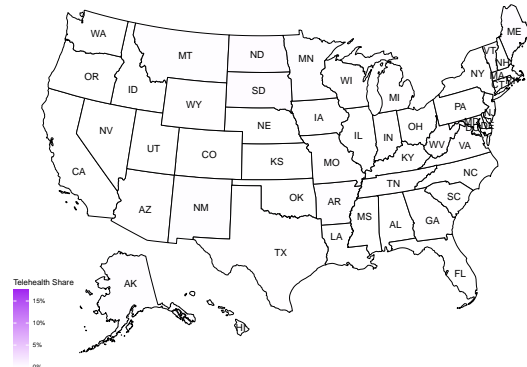 WA
MT
ND
MN
ME
VT
NH
OR
ID
SD
WI
NY
MA
WY
MI
CT
NE
IA
PA
NV
UT
CO
IL
IN
OH
WV
VA
CA
KS
MO
KY
NC
AZ
NM
OK
AR
TN
SC
MS
AL
GA
LA
TX
FL
AK
HI
Telehealth Share
15%
10%
5%
0%